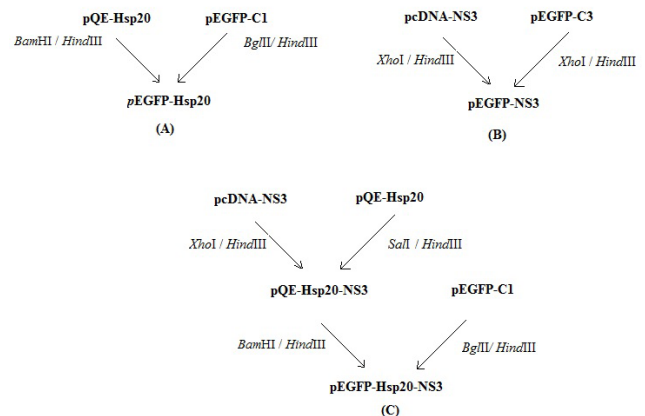 pQE-Hsp20 pEGFP-C1
BamHI / HindIII BglII/ HindIII
pEGFP-Hsp20
(A)
pcDNA-NS3 pEGFP-C3
XhoI / HindIII XhoI / HindIII
pEGFP-NS3
(B)
pcDNA-NS3 pQE-Hsp20
XhoI / HindIII SalI / HindIII
pQE-Hsp20-NS3 pEGFP-C1
BamHI / HindIII BglII/ HindIII
pEGFP-Hsp20-NS3
(C)